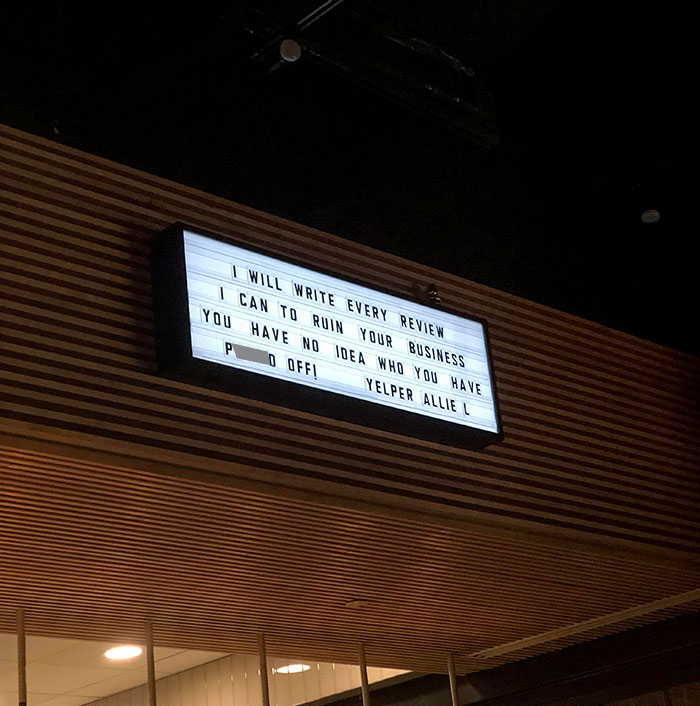 I WILL WRITE EVERY REVIEW
I CAN TO RUIN YOUR BUSINESS
YOU HAVE NO IDEA WHO YOU HAVE
P D OFF! YELPER ALLIE L